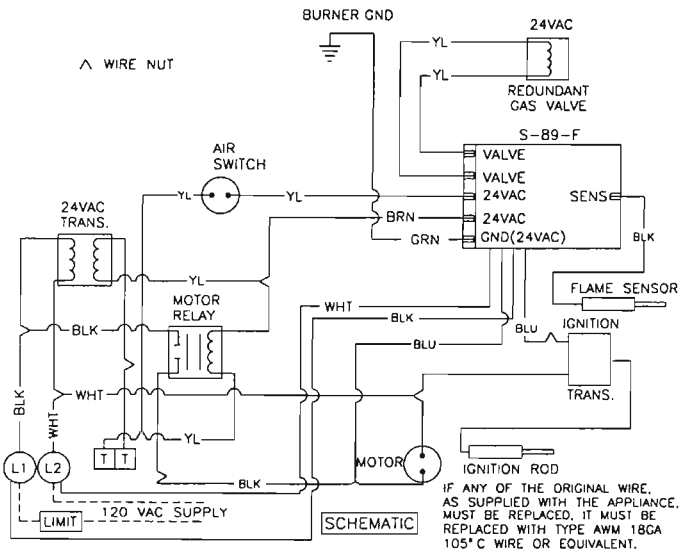 BURNER GND
24VAC
YL
Λ WIRE NUT
YL
REDUNDANT
GAS VALVE
S-89-F
AIR
SWITCH
VALVE
VALVE
YL
YL
24VAC
SENS
24VAC
TRANS.
BRN
24VAC
GRN
GND(24VAC)
BLK
YL
FLAME SENSOR
MOTOR
RELAY
WHT
BLK
BLK
BLU
BLU
IGNITION
TRANS.
BLK
WHT
WHT
YL
T
T
L1
L2
MOTOR
IGNITION ROD
BLK
120 VAC SUPPLY
LIMIT
SCHEMATIC
IF ANY OF THE ORIGINAL WIRE,
AS SUPPLIED WITH THE APPLIANCE,
MUST BE REPLACED, IT MUST BE
REPLACED WITH TYPE AWM 18GA
105°C WIRE OR EQUIVALENT.